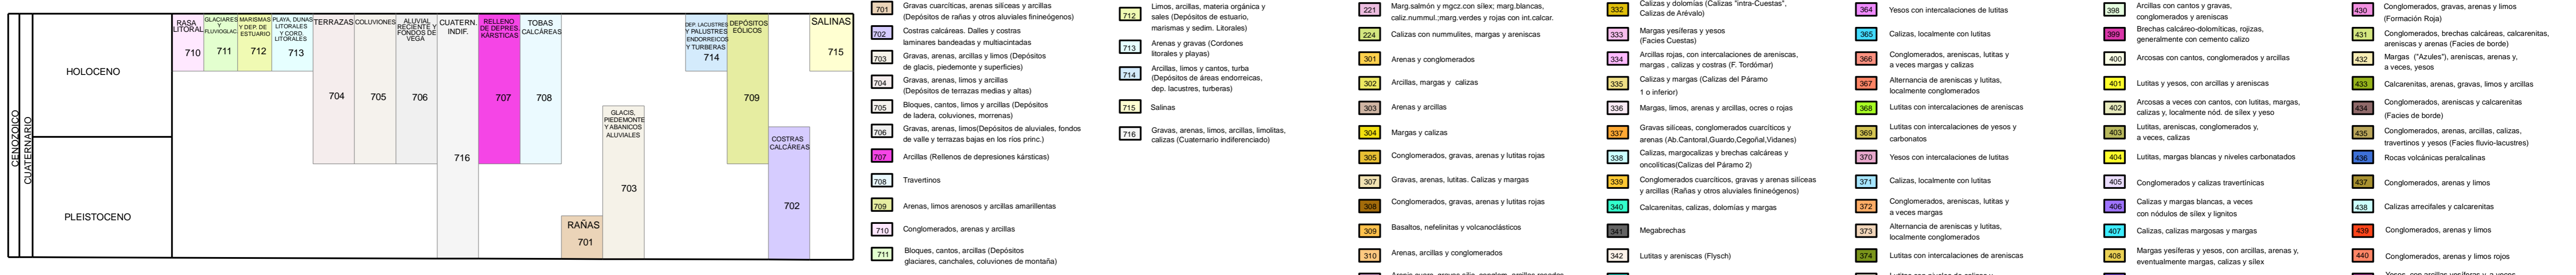 CENOZOICO
CUATERNARIO
HOLOCENO
PLEISTOCENO
RASA
LITORAL
710
GLACIARES
Y
FLUVIOGLAC.
711
MARISMAS
Y DEP. DE
ESTUARIO
712
PLAYA, DUNAS
LITORALES
Y CORD.
LITORALES
713
TERRAZAS
704
COLUVIONES
705
ALUVIAL
RECIENTE Y
FONDOS DE
VEGA
706
CUATERN.
INDIF.
716
RELLENO
DE DEPRES.
KÁRSTICAS
707
TOBAS
CALCÁREAS
708
RAÑAS
701
GLACIS,
PIEDEMONTE
Y ABANICOS
ALUVIALES
703
DEP. LACUSTRES
Y PALUSTRES
ENDORREICOS
Y TURBERAS
714
DEPÓSITOS
EÓLICOS
709
COSTRAS
CALCÁREAS
702
SALINAS
715
701 Gravas cuarcíticas, arenas silíceas y arcillas
(Depósitos de rañas y otros aluviales finineógenos)
702 Costras calcáreas. Dalles y costras
laminares bandeadas y multiacintadas
703 Gravas, arenas, arcillas y limos (Depósitos
de glacis, piedemonte y superficies)
704 Gravas, arenas, limos y arcillas
(Depósitos de terrazas medias y altas)
705 Bloques, cantos, limos y arcillas (Depósitos
de ladera, coluviones, morrenas)
706 Gravas, arenas, limos(Depósitos de aluviales, fondos
de valle y terrazas bajas en los ríos princ.)
707 Arcillas (Rellenos de depresiones kársticas)
708 Travertinos
709 Arenas, limos arenosos y arcillas amarillentas
710 Conglomerados, arenas y arcillas
711 Bloques, cantos, arcillas (Depósitos
glaciares, canchales, coluviones de montaña)
712 Limos, arcillas, materia orgánica y
sales (Depósitos de estuario,
marismas y sedim. Litorales)
713 Arenas y gravas (Cordones
litorales y playas)
714 Arcillas, limos y cantos, turba
(Depósitos de áreas endorreicas,
dep. lacustres, turberas)
715 Salinas
716 Gravas, arenas, limos, arcillas, limolitas,
calizas (Cuaternario indiferenciado)
221 Marg.salmón y mgcz.con sílex; marg.blancas,
caliz.nummul.;marg.verdes y rojas con int.calcar.
224 Calizas con nummulites, margas y areniscas
301 Arenas y conglomerados
302 Arcillas, margas y calizas
303 Arenas y arcillas
304 Margas y calizas
305 Conglomerados, gravas, arenas y lutitas rojas
307 Gravas, arenas, lutitas. Calizas y margas
308 Conglomerados, gravas, arenas y lutitas rojas
309 Basaltos, nefelinitas y volcanoclásticos
310 Arenas, arcillas y conglomerados
332 Calizas y dolomías (Calizas "intra-Cuestas",
Calizas de Arévalo)
333 Margas yesíferas y yesos
(Facies Cuestas)
334 Arcillas rojas, con intercalaciones de areniscas,
margas , calizas y costras (F. Tordómar)
335 Calizas y margas (Calizas del Páramo
1 o inferior)
336 Margas, limos, arenas y arcillas, ocres o rojas
337 Gravas silíceas, conglomerados cuarcíticos y
arenas (Ab.Cantoral,Guardo,Cegoñal,Vidanes)
338 Calizas, margocalizas y brechas calcáreas y
oncolíticas(Calizas del Páramo 2)
339 Conglomerados cuarcíticos, gravas y arenas silíceas
y arcillas (Rañas y otros aluviales finineógenos)
340 Calcarenitas, calizas, dolomías y margas
341 Megabrechas
342 Lutitas y areniscas (Flysch)
364 Yesos con intercalaciones de lutitas
365 Calizas, localmente con lutitas
366 Conglomerados, areniscas, lutitas y
a veces margas y calizas
367 Alternancia de areniscas y lutitas,
localmente conglomerados
368 Lutitas con intercalaciones de areniscas
369 Lutitas con intercalaciones de yesos y
carbonatos
370 Yesos con intercalaciones de lutitas
371 Calizas, localmente con lutitas
372 Conglomerados, areniscas, lutitas y
a veces margas
373 Alternancia de areniscas y lutitas,
localmente conglomerados
374 Lutitas con intercalaciones de areniscas
398 Arcillas con cantos y gravas,
conglomerados y areniscas
399 Brechas calcáreo-dolomíticas, rojizas,
generalmente con cemento calizo
400 Arcosas con cantos, conglomerados y arcillas
401 Lutitas y yesos, con arcillas y areniscas
402 Arcosas a veces con cantos, con lutitas, margas,
calizas y, localmente nód. de sílex y yeso
403 Lutitas, areniscas, conglomerados y,
a veces, calizas
404 Lutitas, margas blancas y niveles carbonatados
405 Conglomerados y calizas travertínicas
406 Calizas y margas blancas, a veces
con nódulos de sílex y lignitos
407 Calizas, calizas margosas y margas
408 Margas yesíferas y yesos, con arcillas, arenas y,
eventualmente margas, calizas y sílex
430 Conglomerados, gravas, arenas y limos
(Formación Roja)
431 Conglomerados, brechas calcáreas, calcarenitas,
areniscas y arenas (Facies de borde)
432 Margas ("Azules"), areniscas, arenas y,
a veces, yesos
433 Calcarenitas, arenas, gravas, limos y arcillas
434 Conglomerados, areniscas y calcarenitas
(Facies de borde)
435 Conglomerados, arenas, arcillas, calizas,
travertinos y yesos (Facies fluvio-lacustres)
436 Rocas volcánicas peralcalinas
437 Conglomerados, arenas y limos
438 Calizas arrecifales y calcarenitas
439 Conglomerados, arenas y limos
440 Conglomerados, arenas y limos rojos